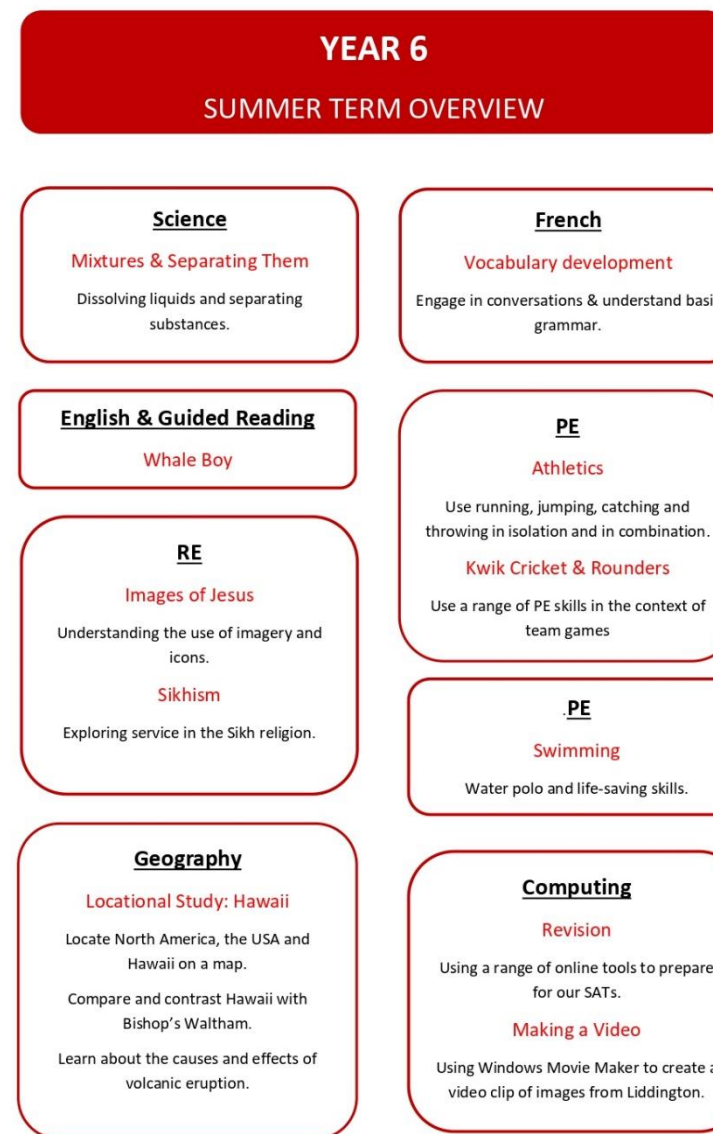 YEAR 6
SUMMER TERM OVERVIEW
Science
Mixtures & Separating Them
Dissolving liquids and separating
substances.
English & Guided Reading
Whale Boy
RE
Images of Jesus
Understanding the use of imagery and
icons.
Sikhism
Exploring service in the Sikh religion.
Geography
Locational Study: Hawaii
Locate North America, the USA and
Hawaii on a map.
Compare and contrast Hawaii with
Bishop’s Waltham.
Learn about the causes and effects of
volcanic eruption.
French
Vocabulary development
Engage in conversations & understand basi
grammar.
PE
Athletics
Use running, jumping, catching and
throwing in isolation and in combination.
Kwik Cricket & Rounders
Use a range of PE skills in the context of
team games
.PE
Swimming
Water polo and life-saving skills.
Computing
Revision
Using a range of online tools to prepare
for our SATs.
Making a Video
Using Windows Movie Maker to create a
video clip of images from Liddington.